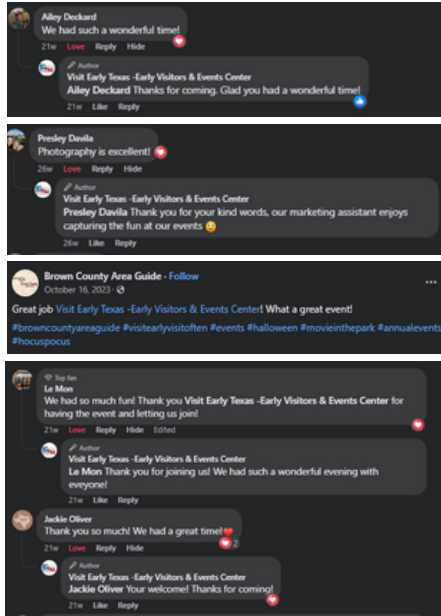 Ailey Deckard
We had such a wonderful time!
21w Love Reply Hide
Author
Visit Early Texas -Early Visitors & Events Center
Ailey Deckard Thanks for coming. Glad you had a wonderful time!
21w Like Reply
Presley Davila
Photography is excellent!
26w Love Reply Hide
Author
Visit Early Texas -Early Visitors & Events Center
Presley Davila Thank you for your kind words, our marketing assistant enjoys
capturing the fun at our events 😊
26w Like Reply
Brown County Area Guide · Follow
October 16, 2023 ·
Great job Visit Early Texas -Early Visitors & Events Center! What a great event!
#browncountyareaguide #visitearlyvisitoften #events #halloween #movieinthepark #annualevents
#hocuspocus
Top fan
Le Mon
We had so much fun! Thank you Visit Early Texas -Early Visitors & Events Center for
having the event and letting us join!
21w Love Reply Hide Edited
Author
Visit Early Texas -Early Visitors & Events Center
Le Mon Thank you for joining us! We had such a wonderful evening with
eveyone!
21w Like Reply
Jackie Oliver
Thank you so much! We had a great time!❤️
21w Love Reply Hide 2
Author
Visit Early Texas -Early Visitors & Events Center
Jackie Oliver Your welcome! Thanks for coming!
21w Like Reply